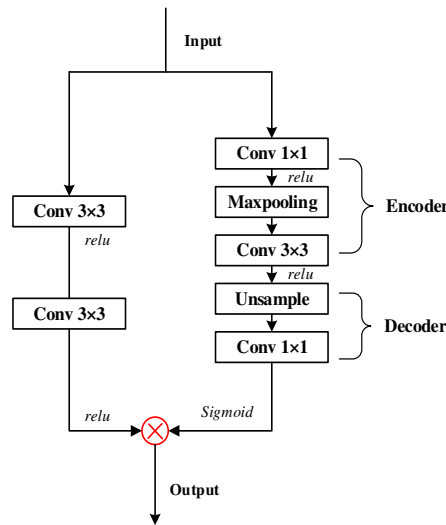 Input
Conv 3×3
relu
Conv 3×3
relu
Conv 1×1
relu
Maxpooling
Conv 3×3
relu
Unsample
Conv 1×1
Sigmoid
Encoder
Decoder
Output